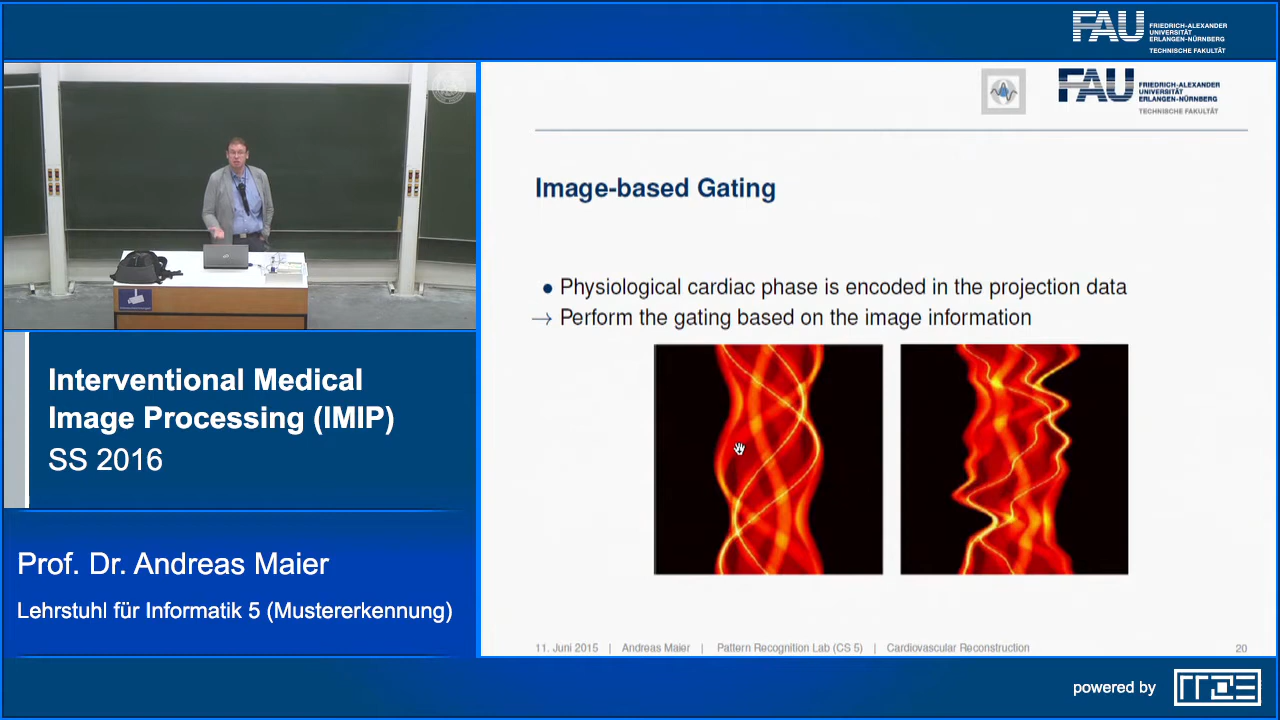 FAU
FRIEDRICH-ALEXANDER
UNIVERSITÄT
ERLANGEN-NÜRNBERG
TECHNISCHE FAKULTÄT
FAU
FRIEDRICH-ALEXANDER
UNIVERSITÄT
ERLANGEN-NÜRNBERG
TECHNISCHE FAKULTÄT
Image-based Gating
• Physiological cardiac phase is encoded in the projection data
→ Perform the gating based on the image information
11. Juni 2015 | Andreas Maier | Pattern Recognition Lab (CS 5) | Cardiovascular Reconstruction 20
Interventional Medical
Image Processing (IMIP)
SS 2016
Prof. Dr. Andreas Maier
Lehrstuhl für Informatik 5 (Mustererkennung)
powered by